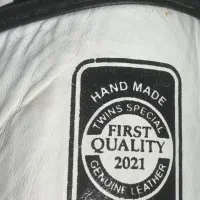 HAND MADE
TWINS SPECIAL
FIRST
QUALITY
2021
GENUINE LEATHER